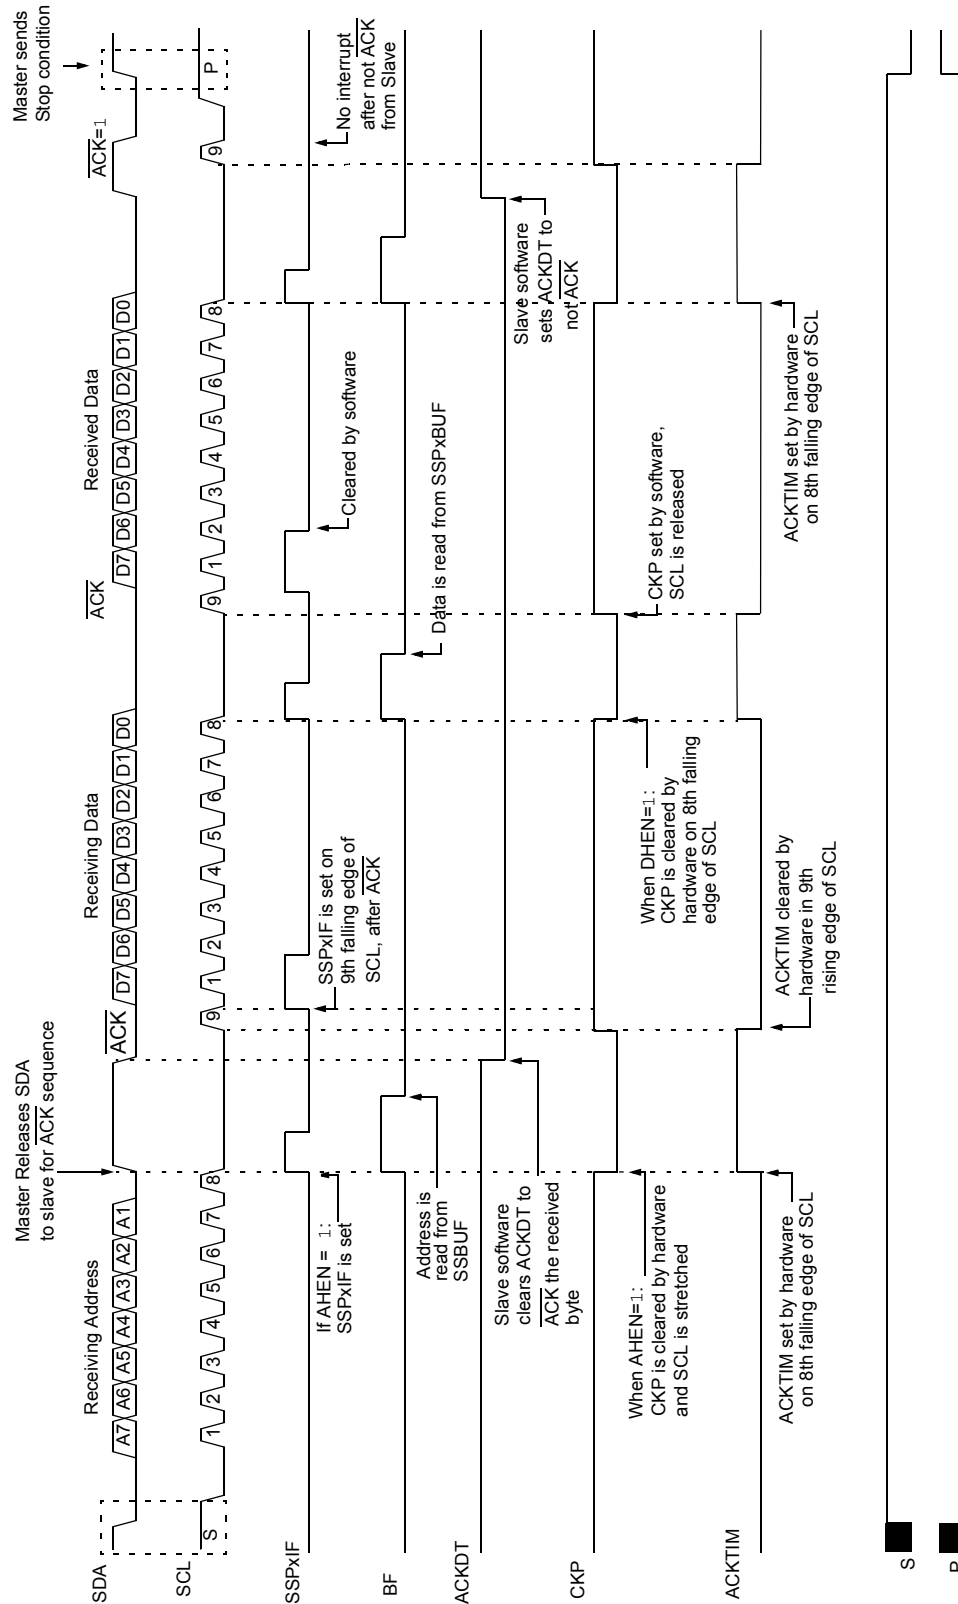 Master Releases SDA
to slave for ACK sequence
Master sends
Stop condition
Receiving Address
ACK
Receiving Data
ACK
Received Data
ACK=1
SDA
A7 A6 A5 A4 A3 A2 A1
D7 D6 D5 D4 D3 D2 D1 D0
D7 D6 D5 D4 D3 D2 D1 D0
SCL
S
1 2 3 4 5 6 7 8
9
1 2 3 4 5 6 7 8
9
1 2 3 4 5 6 7 8
9
P
SSPxIF
If AHEN = 1:
SSPxIF is set
SSPxIF is set on
9th falling edge of
SCL, after ACK
Cleared by software
No interrupt
after not ACK
from Slave
BF
Address is
read from
SSBUF
Data is read from SSPxBUF
ACKDT
Slave software
clears ACKDT to
ACK the received
byte
Slave software
sets ACKDT to
not ACK
CKP
When AHEN=1:
CKP is cleared by hardware
and SCL is stretched
When DHEN=1:
CKP is cleared by
hardware on 8th falling
edge of SCL
CKP set by software,
SCL is released
ACKTIM
ACKTIM set by hardware
on 8th falling edge of SCL
ACKTIM cleared by
hardware in 9th
rising edge of SCL
ACKTIM set by hardware
on 8th falling edge of SCL
S
P